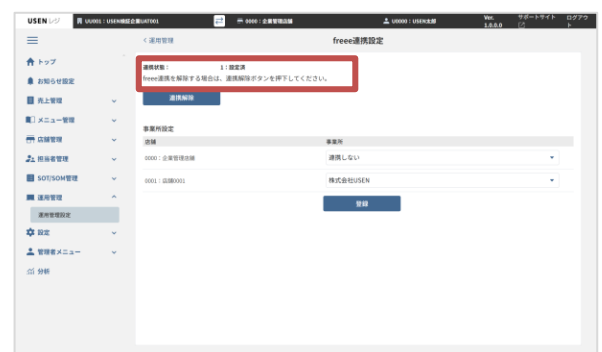 USEN レジ
UU001：USEN検証企業UAT001
0000：企業管理店舗
U0000：USEN太郎
Ver.
1.0.0.0
サポートサイト
ログアウト
< 運用管理
freee連携設定
トップ
お知らせ設定
売上管理
メニュー管理
店舗管理
担当者管理
SOT/SOM管理
運用管理
運用管理設定
設定
管理者メニュー
分析
連携状態： 1：設定済
freee連携を解除する場合は、連携解除ボタンを押下してください。
連携解除
事業所設定
店舗 事業所
0000：企業管理店舗 連携しない
0001：店舗0001 株式会社USEN
登録